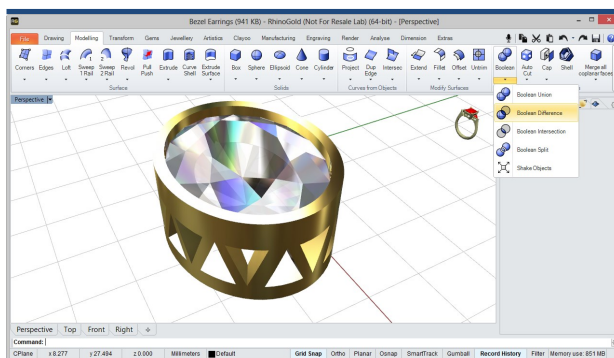 Bezel Earrings (941 KB) - RhinoGold (Not For Resale Lab) (64-bit) - [Perspective]
File Drawing Modelling Transform Gems Jewellery Artistics Clayoo Manufacturing Engraving Render Analyse Dimension Extras
Corners Edges Loft Sweep 1 Rail Sweep 2 Rail Revol Pull Push Extrude Curve Shell Extrude Surface Box Sphere Ellipsoid Cone Cylinder Project Dup Edge Intersec Extend Fillet Offset Untrim Boolean Auto Cut Cap Shell Merge all coplanar faces
Surface Solids Curves from Objects Modify Surfaces
Perspective
Boolean Union
Boolean Difference
Boolean Intersection
Boolean Split
Shake Objects
Perspective Top Front Right
Command:
CPlane x 8.277 y 27.494 z 0.000 Millimeters Default Grid Snap Ortho Planar Osnap SmartTrack Gumball Record History Filter Memory use: 851 MB